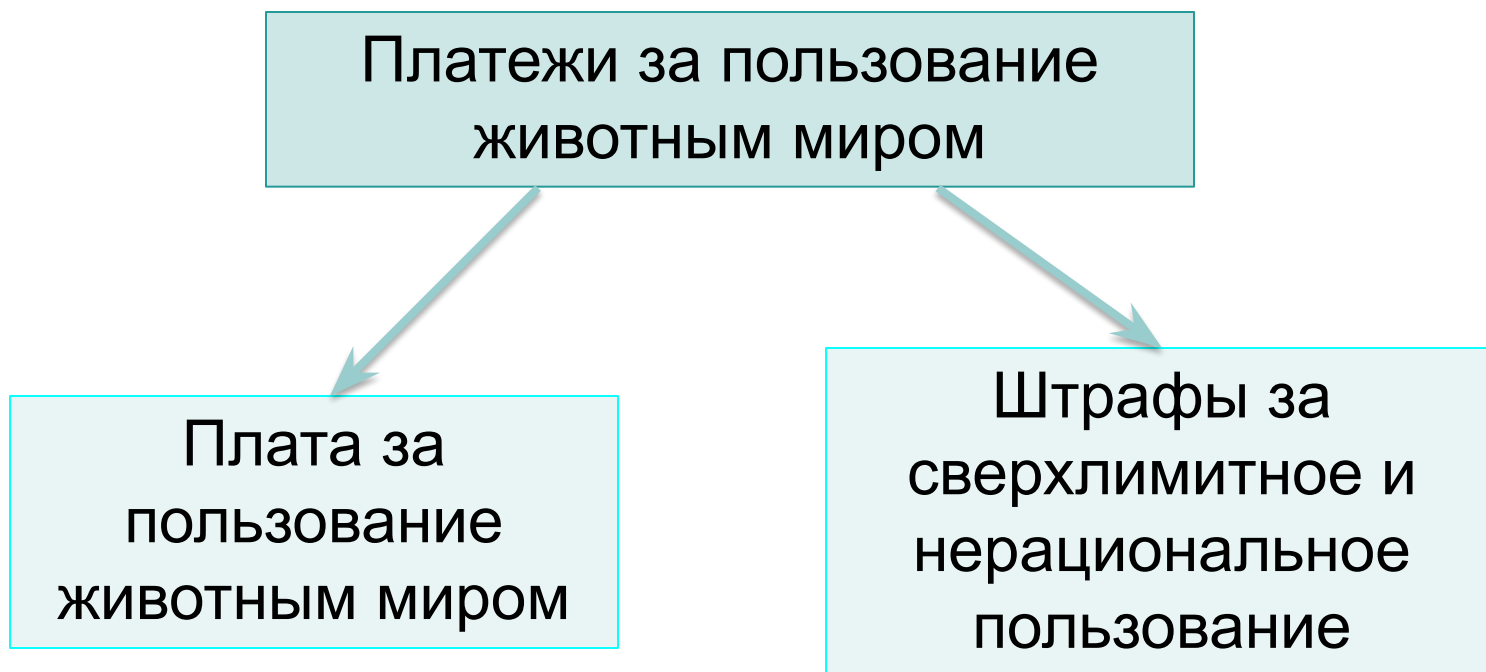 Платежи за пользование
животным миром
Плата за
пользование
животным миром
Штрафы за
сверхлимитное и
нерациональное
пользование